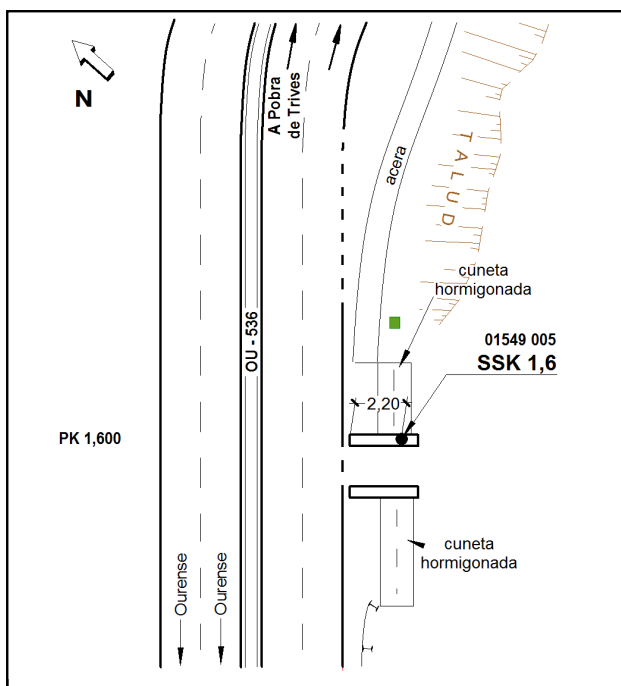 N
A Pobra
de Trives
acera
TALUD
cuneta
hormigonada
OU - 536
01549 005
SSK 1,6
2,20
PK 1,600
cuneta
hormigonada
Ourense
Ourense